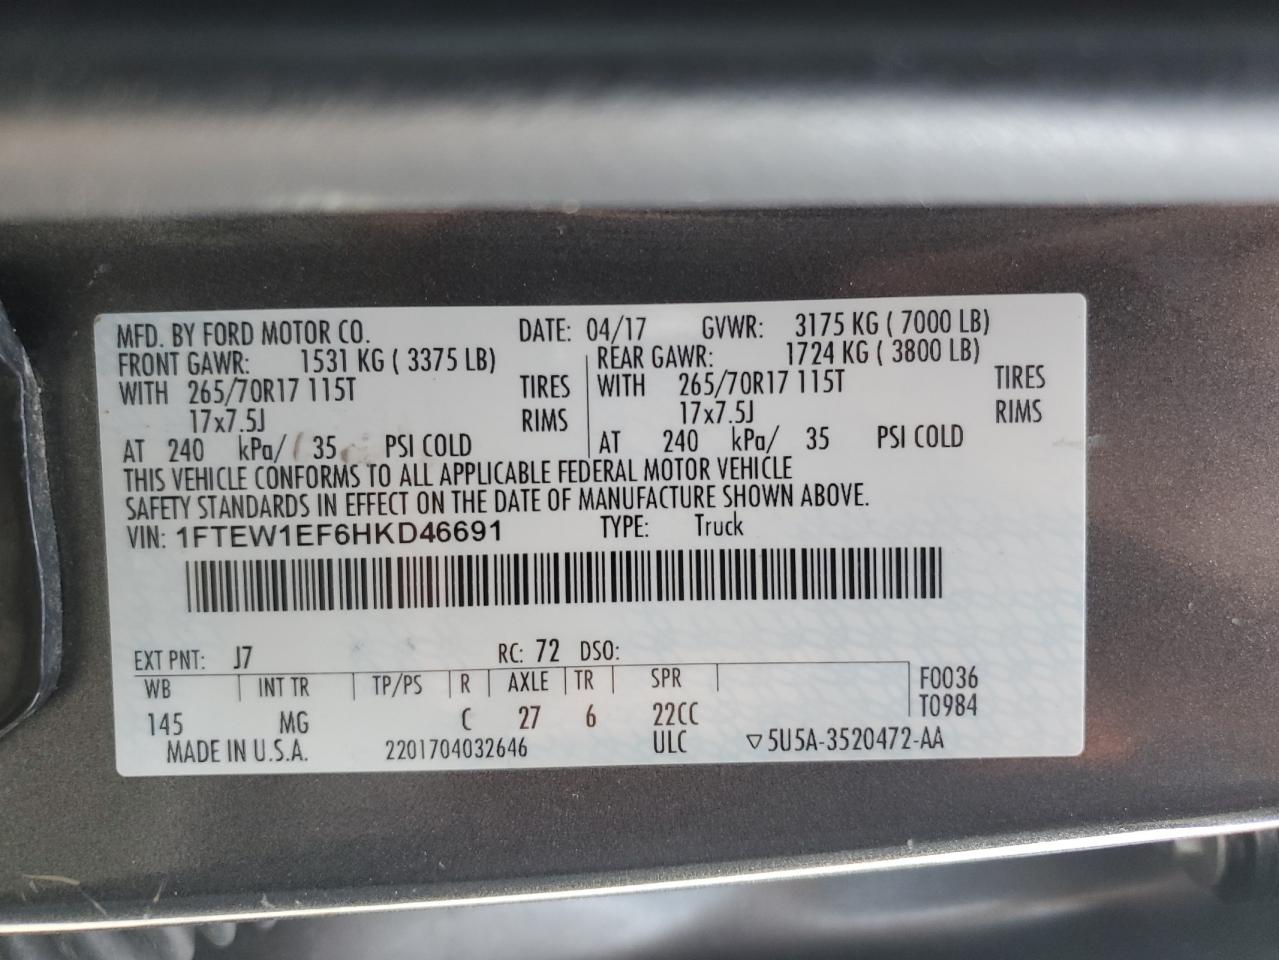 MFD. BY FORD MOTOR CO. DATE: 04/17 GVWR: 3175 KG ( 7000 LB)
FRONT GAWR: 1531 KG ( 3375 LB) REAR GAWR: 1724 KG ( 3800 LB)
WITH 265/70R17 115T TIRES WITH 265/70R17 115T TIRES
17x7.5J RIMS 17x7.5J RIMS
AT 240 kPa/ 35 PSI COLD AT 240 kPa/ 35 PSI COLD
THIS VEHICLE CONFORMS TO ALL APPLICABLE FEDERAL MOTOR VEHICLE
SAFETY STANDARDS IN EFFECT ON THE DATE OF MANUFACTURE SHOWN ABOVE.
VIN: 1FTEW1EF6HKD46691 TYPE: Truck
EXT PNT: J7 RC: 72 DSO:
WB INT TR TP/PS R AXLE TR SPR F0036
145 MG C 27 6 22CC T0984
MADE IN U.S.A. 2201704032646 ULC ▽5U5A-3520472-AA